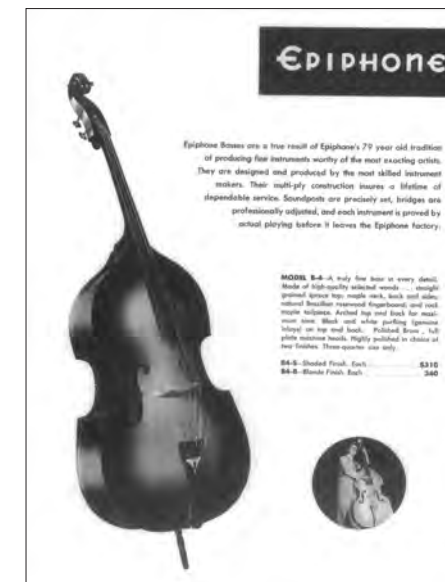 EPIPHONE
Epiphone Basses are a true result of Epiphone's 79 year old tradition
of producing fine instruments worthy of the most exacting artists.
They are designed and produced by the most skilled instrument
makers. Their multi-ply construction insures a lifetime of
dependable service. Soundposts are precisely set, bridges are
professionally adjusted, and each instrument is proved by
actual playing before it leaves the Epiphone factory.
MODEL B-4—A truly fine bass in every detail.
Made of high-quality selected woods . . . straight
grained spruce top; maple neck, back and sides;
natural Brazilian rosewood fingerboard; and rock
maple tailpiece. Arched top and back for maxi-
mum tone. Black and white purfling (genuine
inlays) on top and back. Polished Brass, full
plate machine heads. Highly polished in choice of
two finishes. Three-quarter size only.
B4-S—Shaded Finish. Each $310
B4-B—Blonde Finish. Each